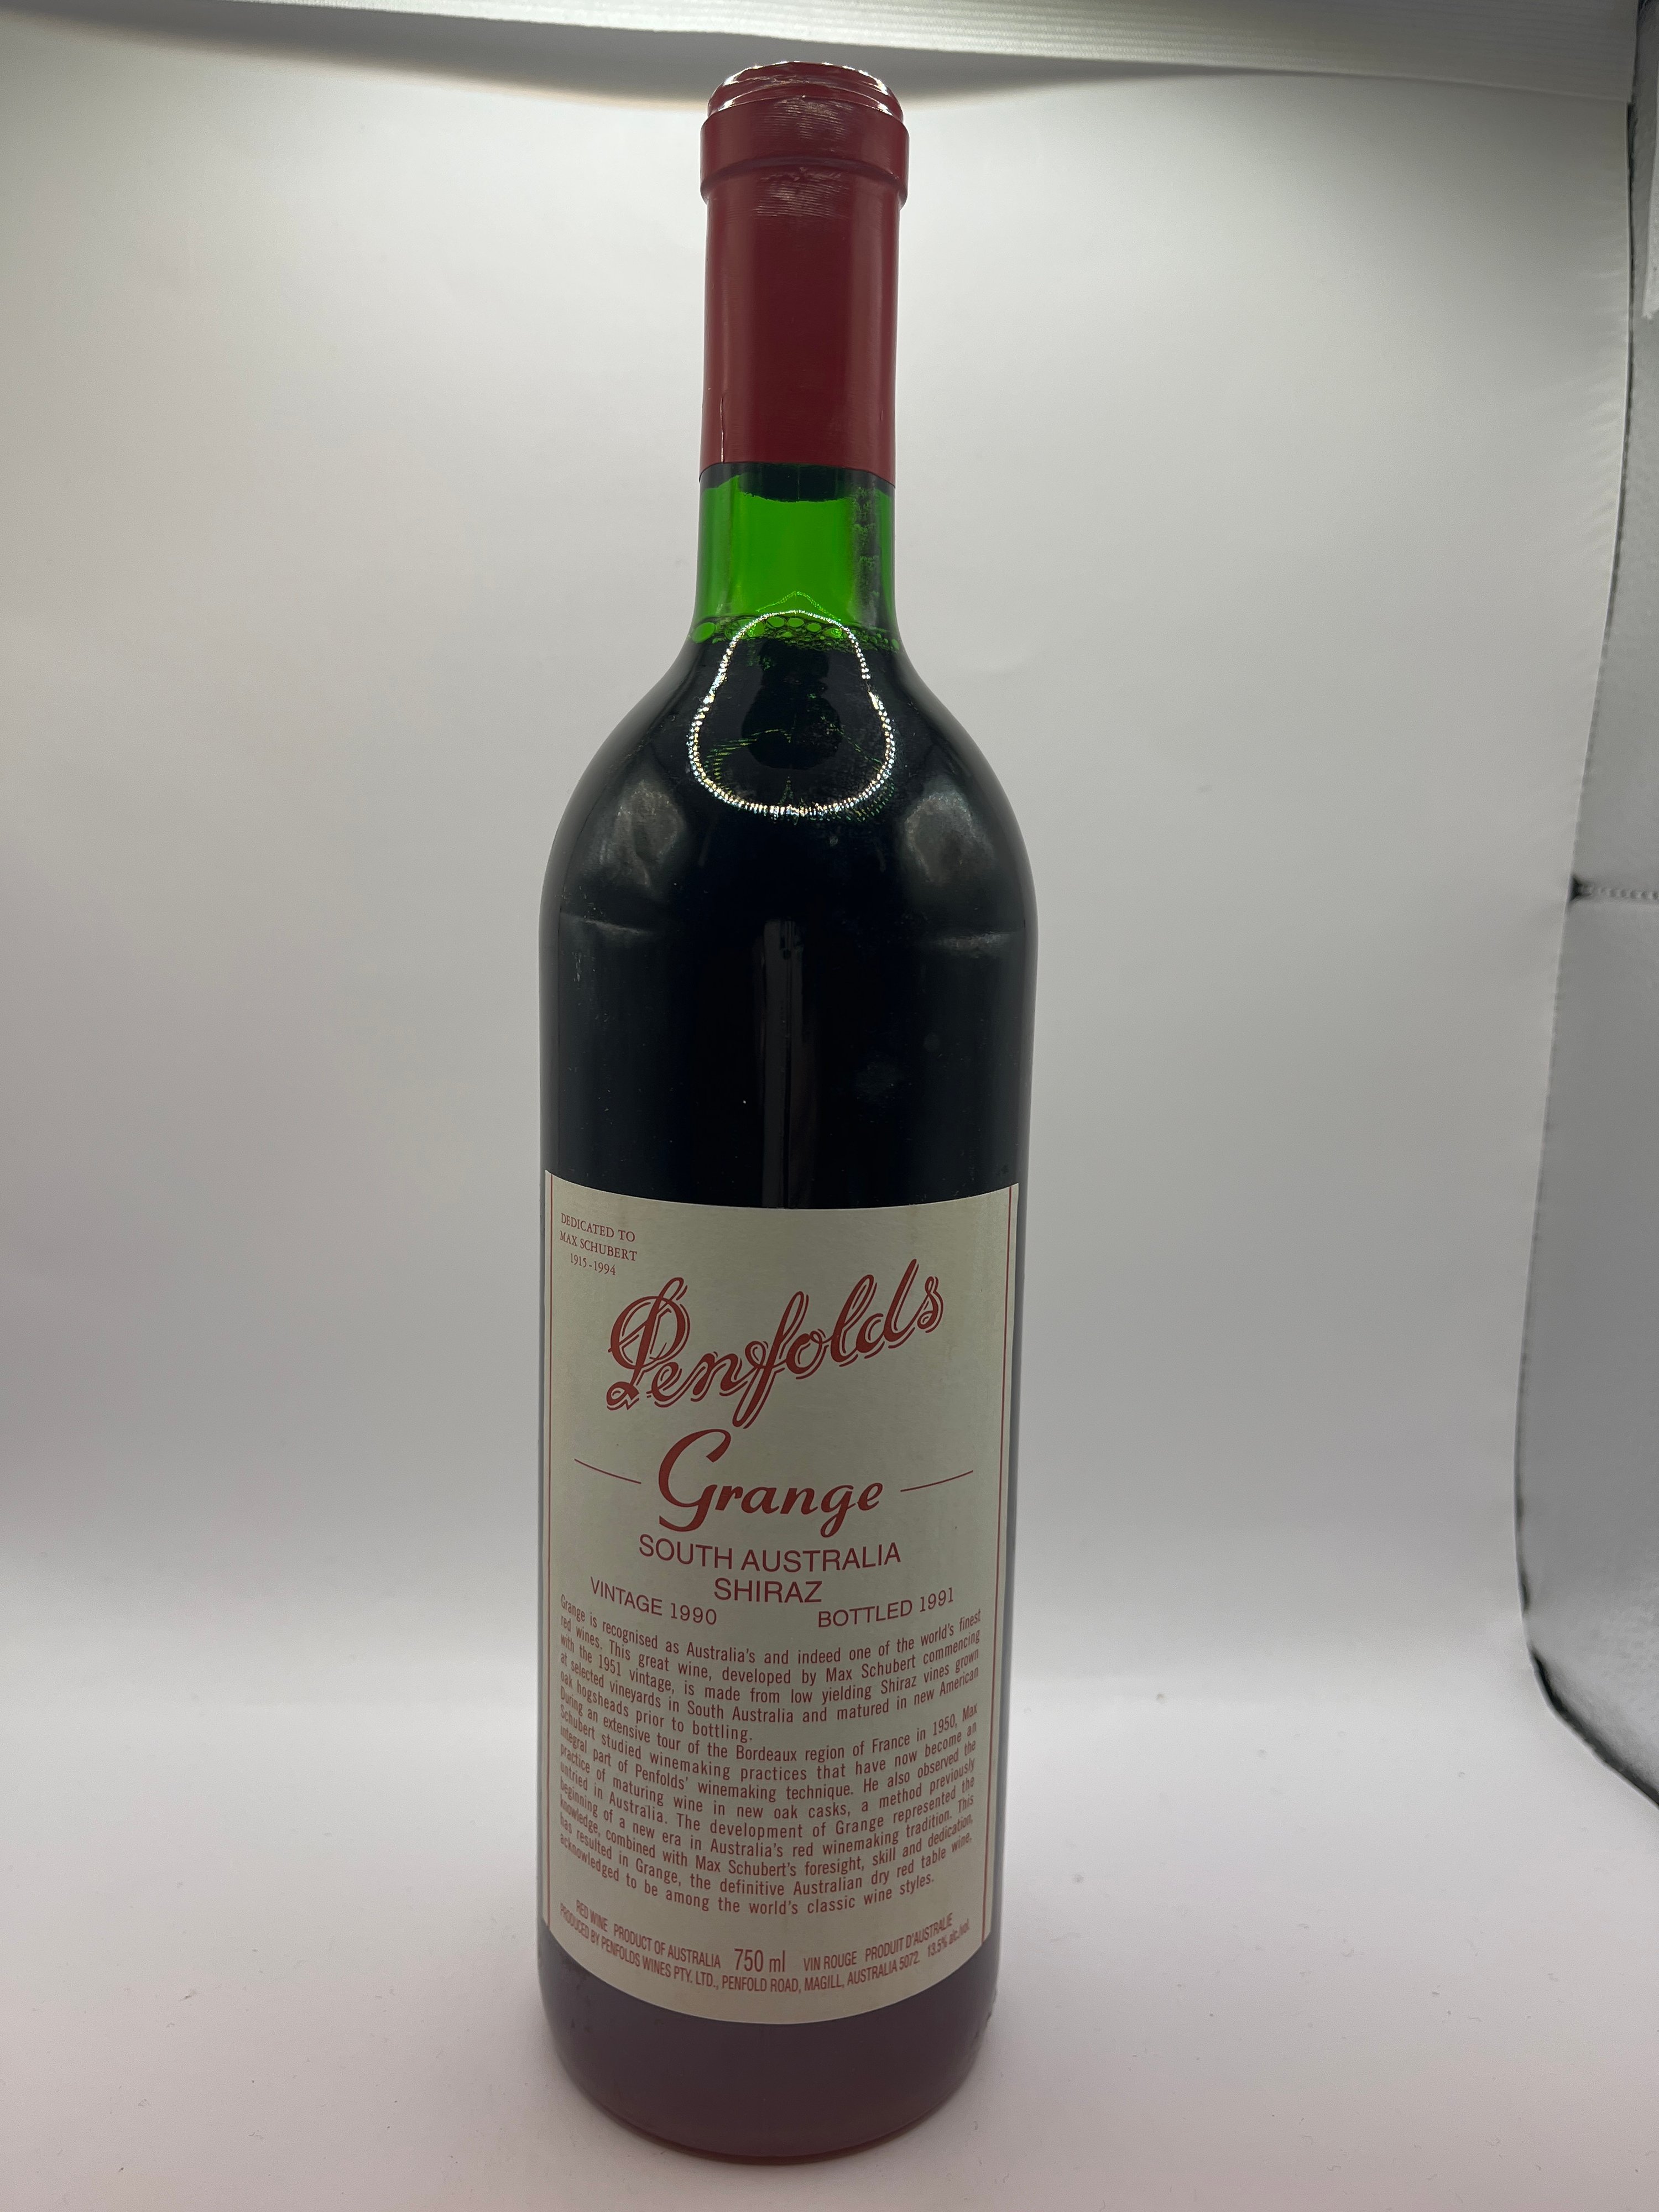 DEDICATED TO
MAX SCHUBERT
1915-1994
Penfolds
Grange
SOUTH AUSTRALIA
SHIRAZ
VINTAGE 1990 BOTTLED 1991
Grange is recognised as Australia's and indeed one of the world's finest
red wines. This great wine, developed by Max Schubert commencing
with the 1951 vintage, is made from low yielding Shiraz vines grown
at selected vineyards in South Australia and matured in new American
oak hogsheads prior to bottling.
During an extensive tour of the Bordeaux region of France in 1950, Max
Schubert studied winemaking practices that have now become an
integral part of Penfolds' winemaking technique. He also observed the
practice of maturing wine in new oak casks, a method previously
untried in Australia. The development of Grange represented the
beginning of a new era in Australia's red winemaking tradition. This
knowledge, combined with Max Schubert's foresight, skill and dedication,
has resulted in Grange, the definitive Australian dry red table wine,
acknowledged to be among the world's classic wine styles.
RED WINE PRODUCT OF AUSTRALIA 750 ml VIN ROUGE PRODUIT D'AUSTRALIE
PRODUCED BY PENFOLDS WINES PTY. LTD., PENFOLD ROAD, MAGILL, AUSTRALIA 5072. 13.5% alc./vol.